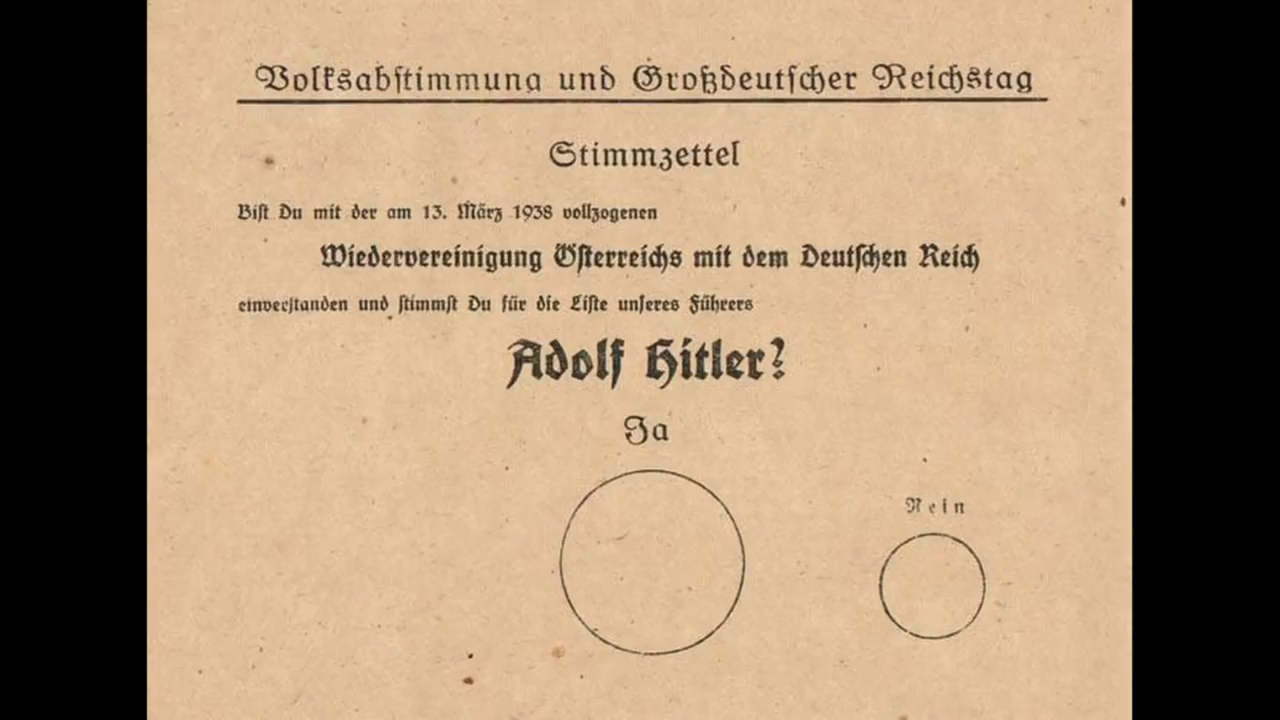 Volksabstimmung und Großdeutscher Reichstag
Stimmzettel
Bist Du mit der am 13. März 1938 vollzogenen
Wiedervereinigung Österreichs mit dem Deutschen Reich
einverstanden und stimmst Du für die Liste unseres Führers
Adolf Hitler?
Ja
Nein